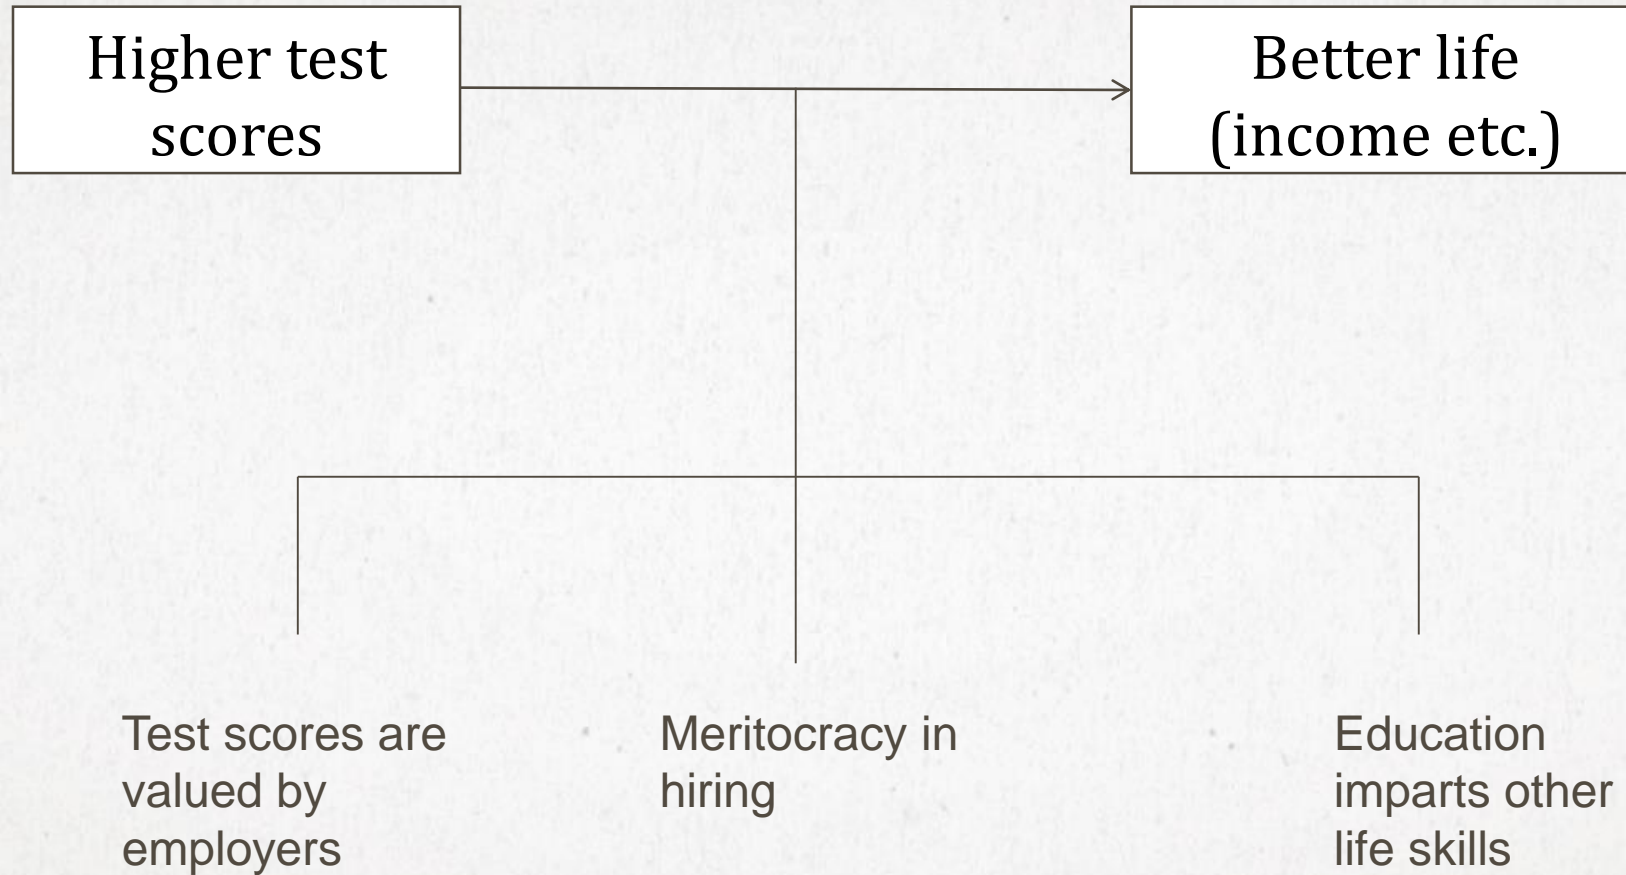 Higher test
scores
Better life
(income etc.)
Test scores are
valued by
employers
Meritocracy in
hiring
Education
imparts other
life skills